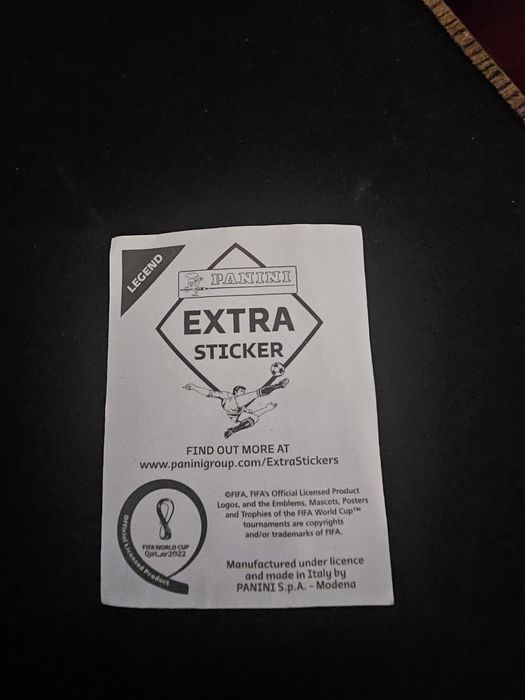 LEGEND
PANINI
EXTRA
STICKER
FIND OUT MORE AT
www.paninigroup.com/ExtraStickers
©FIFA, FIFA's Official Licensed Product
Logos, and the Emblems, Mascots, Posters
and Trophies of the FIFA World Cup™
tournaments are copyrights
and/or trademarks of FIFA.
FIFA WORLD CUP
Qatar2022
Official Licensed Product
Manufactured under licence
and made in Italy by
PANINI S.p.A. - Modena